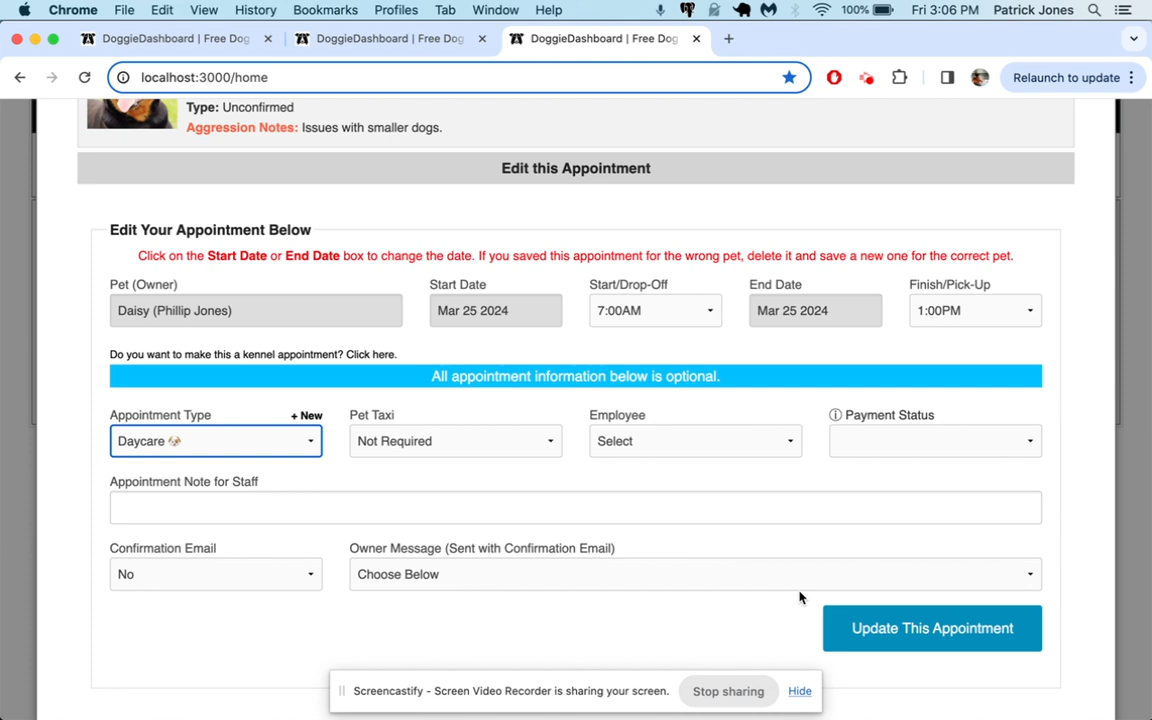 Chrome File Edit View History Bookmarks Profiles Tab Window Help 100% Fri 3:06 PM Patrick Jones
DoggieDashboard | Free Dog DoggieDashboard | Free Dog DoggieDashboard | Free Dog
localhost:3000/home Relaunch to update
Type: Unconfirmed
Aggression Notes: Issues with smaller dogs.
Edit this Appointment
Edit Your Appointment Below
Click on the Start Date or End Date box to change the date. If you saved this appointment for the wrong pet, delete it and save a new one for the correct pet.
Pet (Owner) Start Date Start/Drop-Off End Date Finish/Pick-Up
Daisy (Phillip Jones) Mar 25 2024 7:00AM Mar 25 2024 1:00PM
Do you want to make this a kennel appointment? Click here.
All appointment information below is optional.
Appointment Type + New Pet Taxi Employee Payment Status
Daycare Not Required Select
Appointment Note for Staff
Confirmation Email Owner Message (Sent with Confirmation Email)
No Choose Below
Update This Appointment
Screencastify - Screen Video Recorder is sharing your screen. Stop sharing Hide